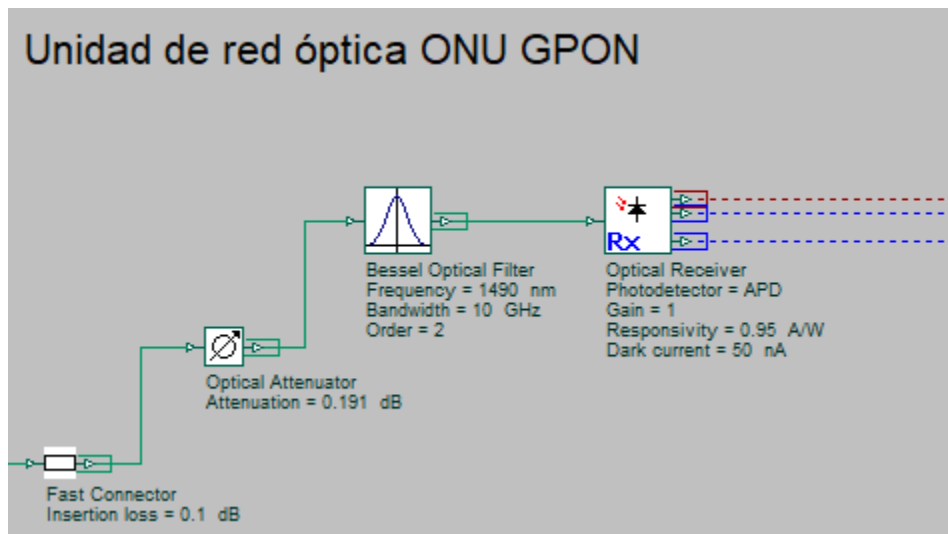 Unidad de red óptica ONU GPON
Rx
Bessel Optical Filter
Frequency = 1490 nm
Bandwidth = 10 GHz
Order = 2
Optical Receiver
Photodetector = APD
Gain = 1
Responsivity = 0.95 A/W
Dark current = 50 nA
Optical Attenuator
Attenuation = 0.191 dB
Fast Connector
Insertion loss = 0.1 dB